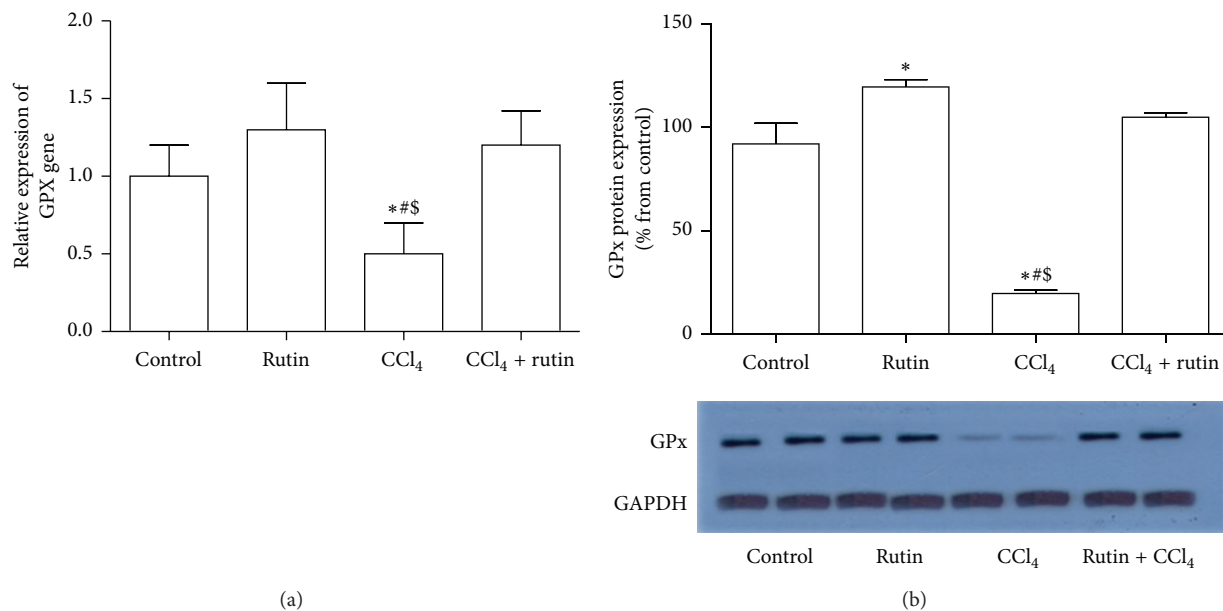 Relative expression of
GPX gene
2.0
1.5
1.0
0.5
0.0
*#$
Control Rutin CCl₄ CCl₄ + rutin
(a)
GPx protein expression
(% from control)
150
100
50
0
*
*#$
Control Rutin CCl₄ CCl₄ + rutin
GPx
GAPDH
Control Rutin CCl₄ Rutin + CCl₄
(b)